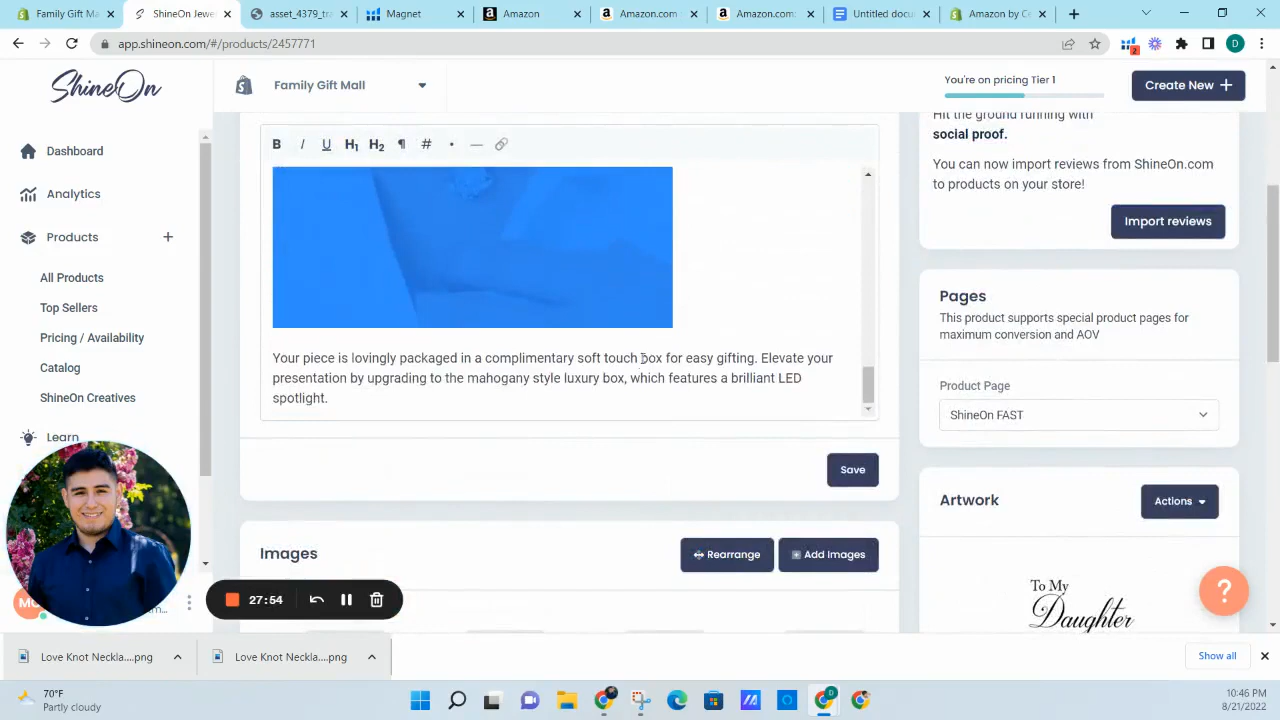 Family Gift Mall
ShineOn Jew
asset_4379_tra
Magnet
Amazon
Amazon.com
Amazon.com:
Untitled docu
Amazon by Ce
app.shineon.com/#/products/2457771
2
D
ShineOn
Family Gift Mall
You're on pricing Tier 1
Create New +
Dashboard
Analytics
Products +
All Products
Top Sellers
Pricing / Availability
Catalog
ShineOn Creatives
Learn
B I U H1 H2 ¶ #
Your piece is lovingly packaged in a complimentary soft touch box for easy gifting. Elevate your
presentation by upgrading to the mahogany style luxury box, which features a brilliant LED
spotlight.
Save
Images
Rearrange
Add Images
Hit the ground running with
social proof.
You can now import reviews from ShineOn.com
to products on your store!
Import reviews
Pages
This product supports special product pages for
maximum conversion and AOV
Product Page
ShineOn FAST
Artwork
Actions
To My
Daughter
?
27:54
Love Knot Neckla....png
Love Knot Neckla....png
Show all
70°F
Partly cloudy
D
10:46 PM
8/21/2022